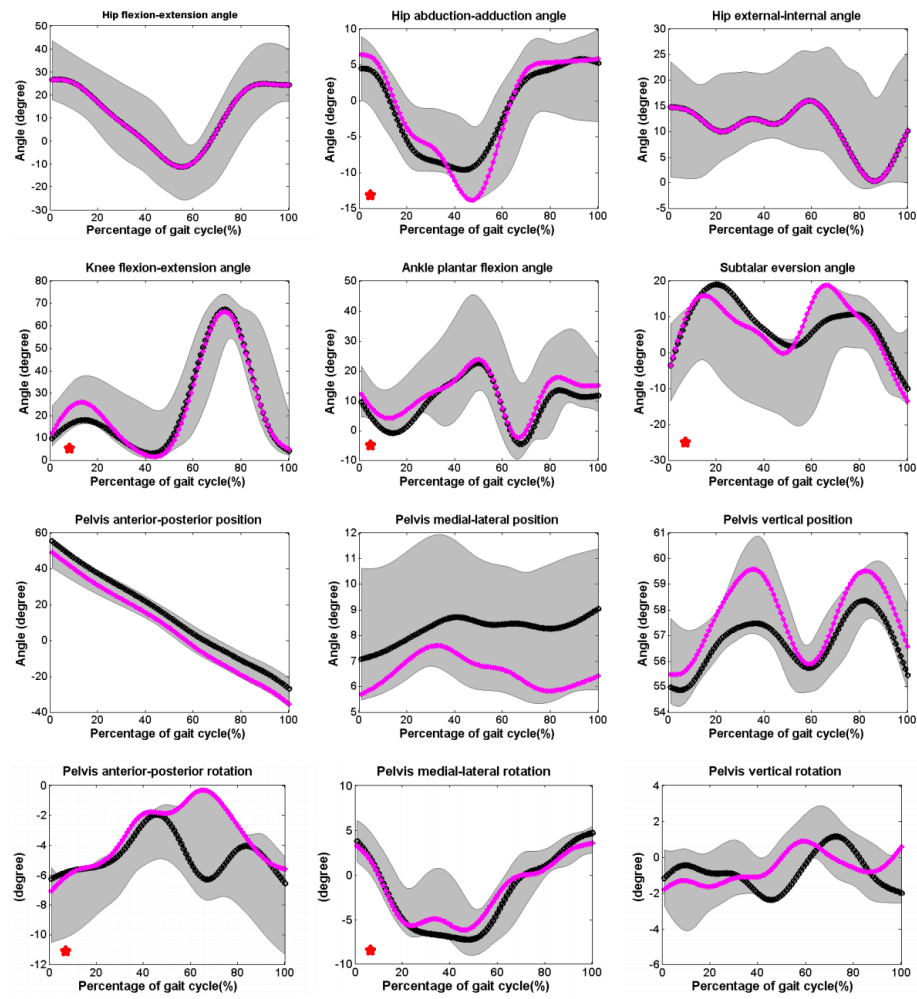 Hip flexion-extension angle
Angle (degree)
50
40
30
20
10
0
-10
-20
-30
0 20 40 60 80 100
Percentage of gait cycle(%)
Hip abduction-adduction angle
Angle (degree)
10
5
0
-5
-10
-15
0 20 40 60 80 100
Percentage of gait cycle(%)
Hip external-internal angle
Angle (degree)
30
25
20
15
10
5
0
-5
0 20 40 60 80 100
Percentage of gait cycle(%)
Knee flexion-extension angle
Angle (degree)
80
70
60
50
40
30
20
10
0
0 20 40 60 80 100
Percentage of gait cycle(%)
Ankle plantar flexion angle
Angle (degree)
50
40
30
20
10
0
-10
0 20 40 60 80 100
Percentage of gait cycle(%)
Subtalar eversion angle
Angle (degree)
20
10
0
-10
-20
-30
0 20 40 60 80 100
Percentage of gait cycle(%)
Pelvis anterior-posterior position
Angle (degree)
60
40
20
0
-20
-40
0 20 40 60 80 100
Percentage of gait cycle(%)
Pelvis medial-lateral position
Angle (degree)
12
11
10
9
8
7
6
5
0 20 40 60 80 100
Percentage of gait cycle(%)
Pelvis vertical position
Angle (degree)
61
60
59
58
57
56
55
54
0 20 40 60 80 100
Percentage of gait cycle(%)
Pelvis anterior-posterior rotation
(degree)
0
-2
-4
-6
-8
-10
-12
0 20 40 60 80 100
Percentage of gait cycle(%)
Pelvis medial-lateral rotation
(degree)
10
5
0
-5
-10
0 20 40 60 80 100
Percentage of gait cycle(%)
Pelvis vertical rotation
(degree)
4
2
0
-2
-4
-6
0 20 40 60 80 100
Percentage of gait cycle(%)